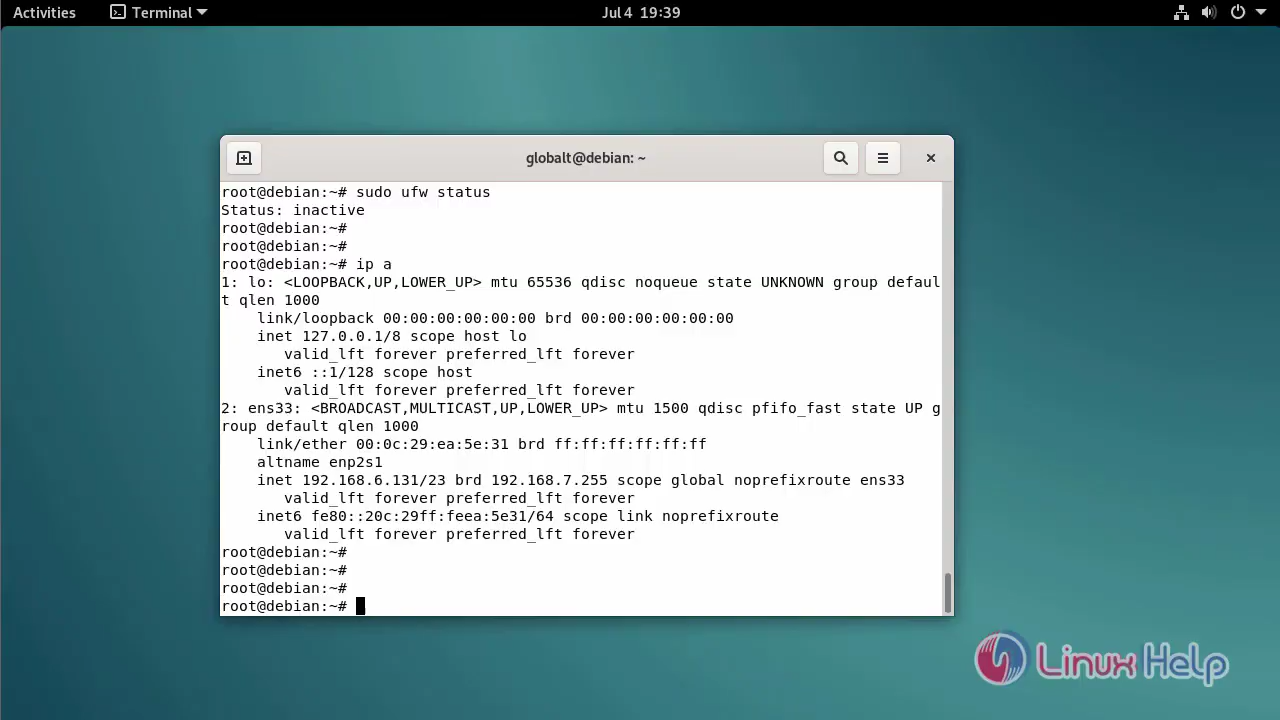 Activities Terminal Jul 4 19:39
globalt@debian: ~
root@debian:~# sudo ufw status
Status: inactive
root@debian:~#
root@debian:~#
root@debian:~# ip a
1: lo: <LOOPBACK,UP,LOWER_UP> mtu 65536 qdisc noqueue state UNKNOWN group defaul
t qlen 1000
    link/loopback 00:00:00:00:00:00 brd 00:00:00:00:00:00
    inet 127.0.0.1/8 scope host lo
       valid_lft forever preferred_lft forever
    inet6 ::1/128 scope host
       valid_lft forever preferred_lft forever
2: ens33: <BROADCAST,MULTICAST,UP,LOWER_UP> mtu 1500 qdisc pfifo_fast state UP g
roup default qlen 1000
    link/ether 00:0c:29:ea:5e:31 brd ff:ff:ff:ff:ff:ff
    altname enp2s1
    inet 192.168.6.131/23 brd 192.168.7.255 scope global noprefixroute ens33
       valid_lft forever preferred_lft forever
    inet6 fe80::20c:29ff:feea:5e31/64 scope link noprefixroute
       valid_lft forever preferred_lft forever
root@debian:~#
root@debian:~#
root@debian:~#
root@debian:~#
Linux Help